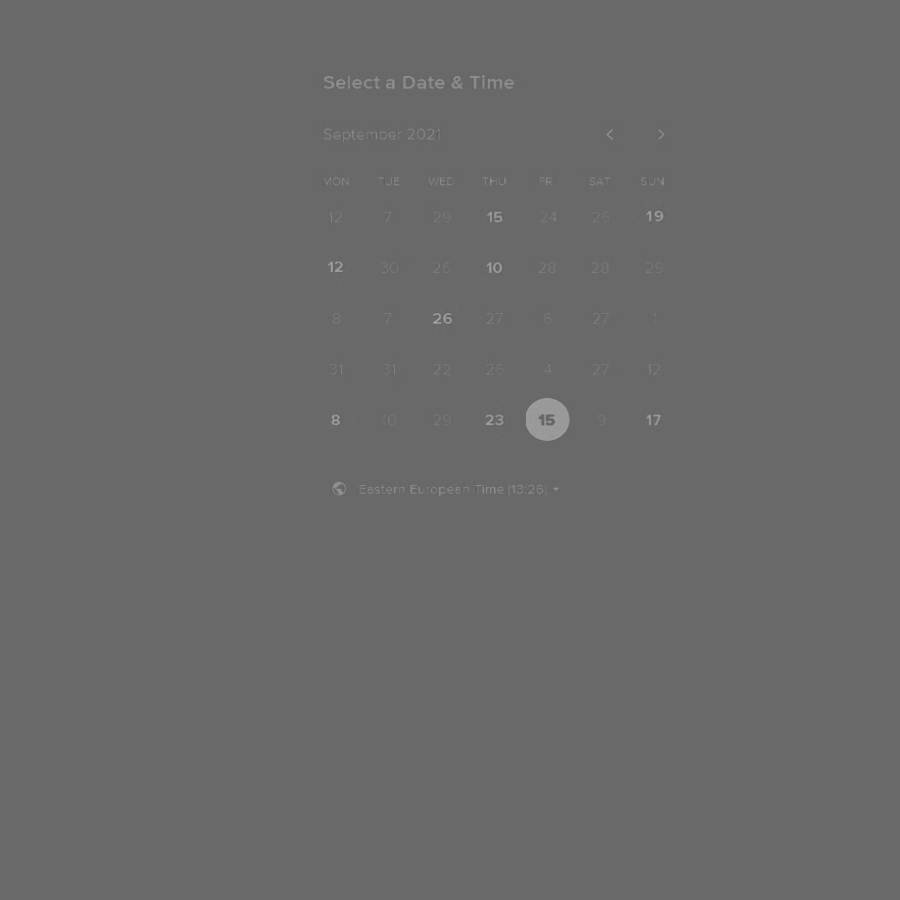 Select a Date & Time
September 2021
MON TUE WED THU FRI SAT SUN
12 7 29 15 24 25 19
12 30 26 10 28 28 29
8 7 26 27 6 27 1
31 31 22 26 4 27 12
8 10 29 23 15 9 17
Eastern European Time (13:26)